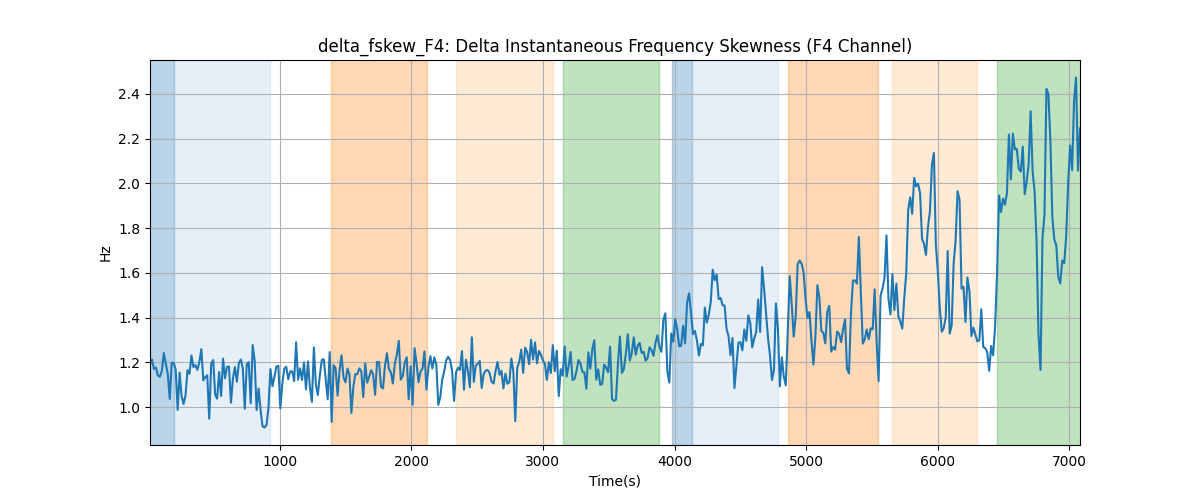 delta_fskew_F4: Delta Instantaneous Frequency Skewness (F4 Channel)
2.4
2.2
2.0
1.8
1.6
1.4
1.2
1.0
Hz
1000 2000 3000 4000 5000 6000 7000
Time(s)